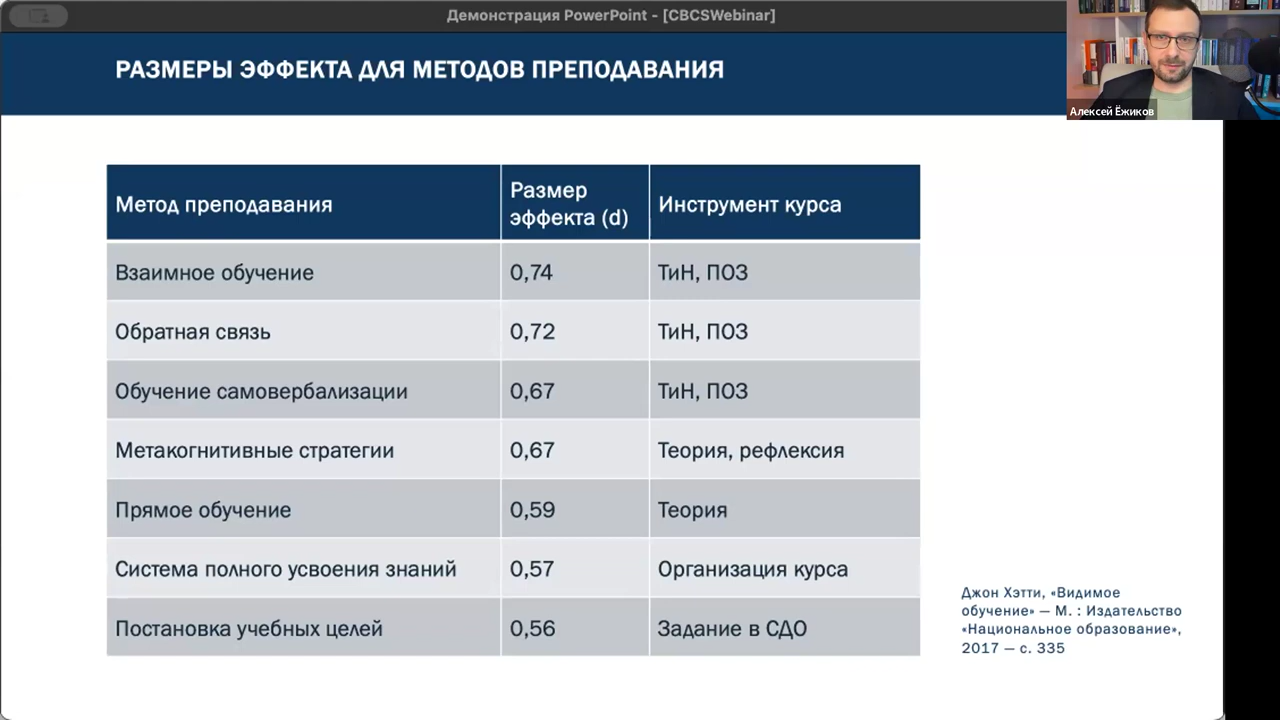 Демонстрация PowerPoint - [CBCSWebinar]
РАЗМЕРЫ ЭФФЕКТА ДЛЯ МЕТОДОВ ПРЕПОДАВАНИЯ
Алексей Ёжиков
Метод преподавания
Размер
эффекта (d)
Инструмент курса
Взаимное обучение
0,74
ТиН, ПОЗ
Обратная связь
0,72
ТиН, ПОЗ
Обучение самовербализации
0,67
ТиН, ПОЗ
Метакогнитивные стратегии
0,67
Теория, рефлексия
Прямое обучение
0,59
Теория
Система полного усвоения знаний
0,57
Организация курса
Постановка учебных целей
0,56
Задание в СДО
Джон Хэтти, «Видимое
обучение» — М. : Издательство
«Национальное образование»,
2017 — с. 335